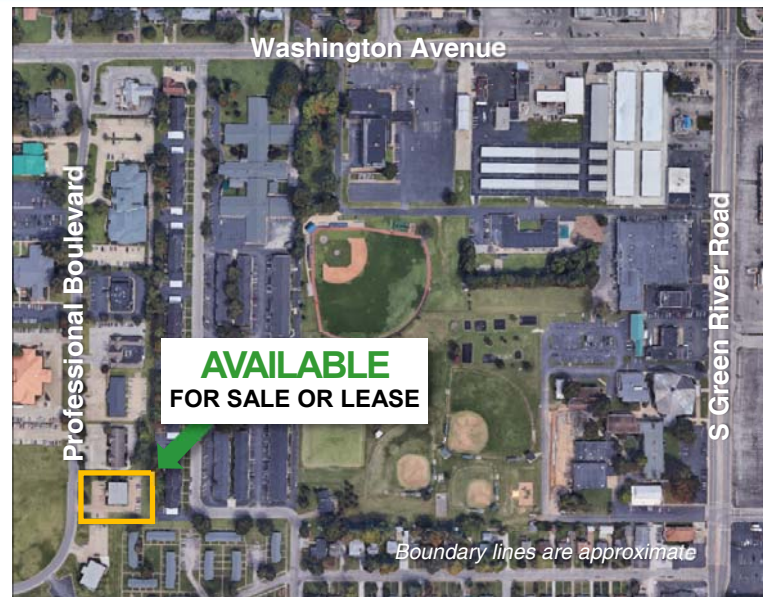 Washington Avenue
Professional Boulevard
S Green River Road
AVAILABLE
FOR SALE OR LEASE
Boundary lines are approximate